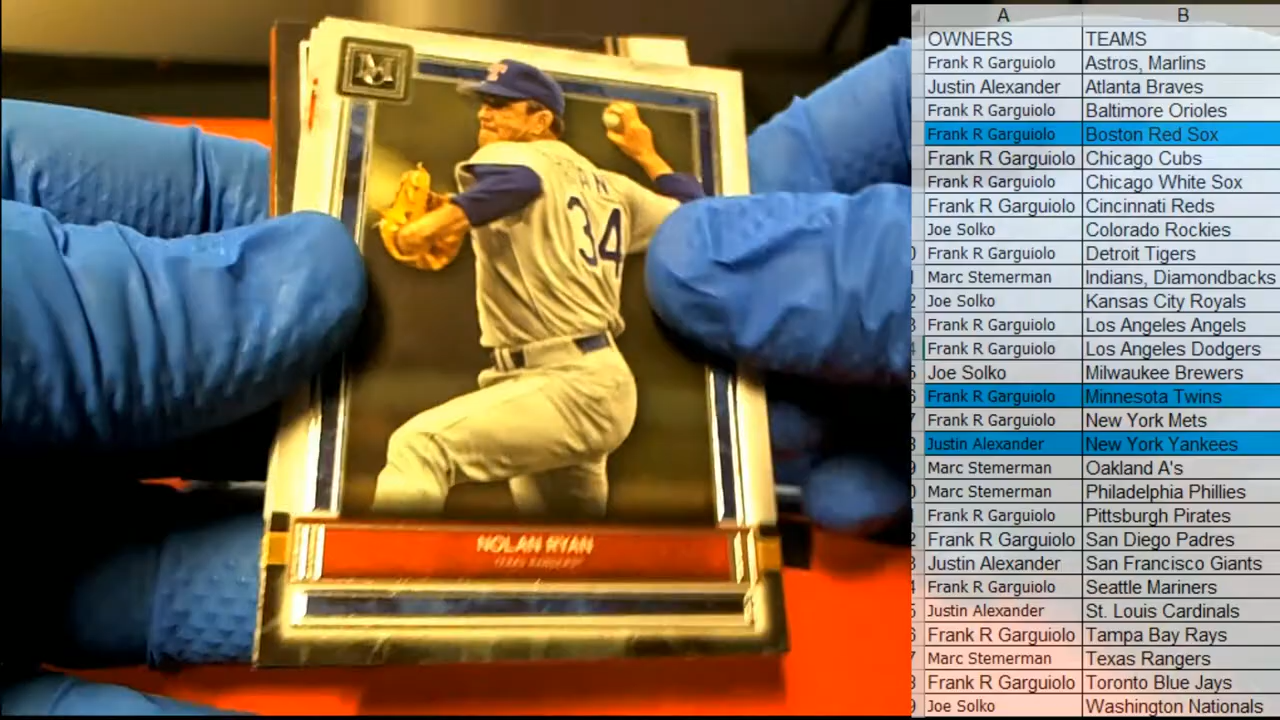 A B
OWNERS TEAMS
Frank R Garguiolo Astros, Marlins
Justin Alexander Atlanta Braves
Frank R Garguiolo Baltimore Orioles
Frank R Garguiolo Boston Red Sox
Frank R Garguiolo Chicago Cubs
Frank R Garguiolo Chicago White Sox
Frank R Garguiolo Cincinnati Reds
Joe Solko Colorado Rockies
Frank R Garguiolo Detroit Tigers
Marc Stemerman Indians, Diamondbacks
Joe Solko Kansas City Royals
Frank R Garguiolo Los Angeles Angels
Frank R Garguiolo Los Angeles Dodgers
Joe Solko Milwaukee Brewers
Frank R Garguiolo Minnesota Twins
Frank R Garguiolo New York Mets
Justin Alexander New York Yankees
Marc Stemerman Oakland A's
Marc Stemerman Philadelphia Phillies
Frank R Garguiolo Pittsburgh Pirates
Frank R Garguiolo San Diego Padres
Justin Alexander San Francisco Giants
Frank R Garguiolo Seattle Mariners
Justin Alexander St. Louis Cardinals
Frank R Garguiolo Tampa Bay Rays
Marc Stemerman Texas Rangers
Frank R Garguiolo Toronto Blue Jays
Joe Solko Washington Nationals
T
34
NOLAN RYAN
TEXAS RANGERS